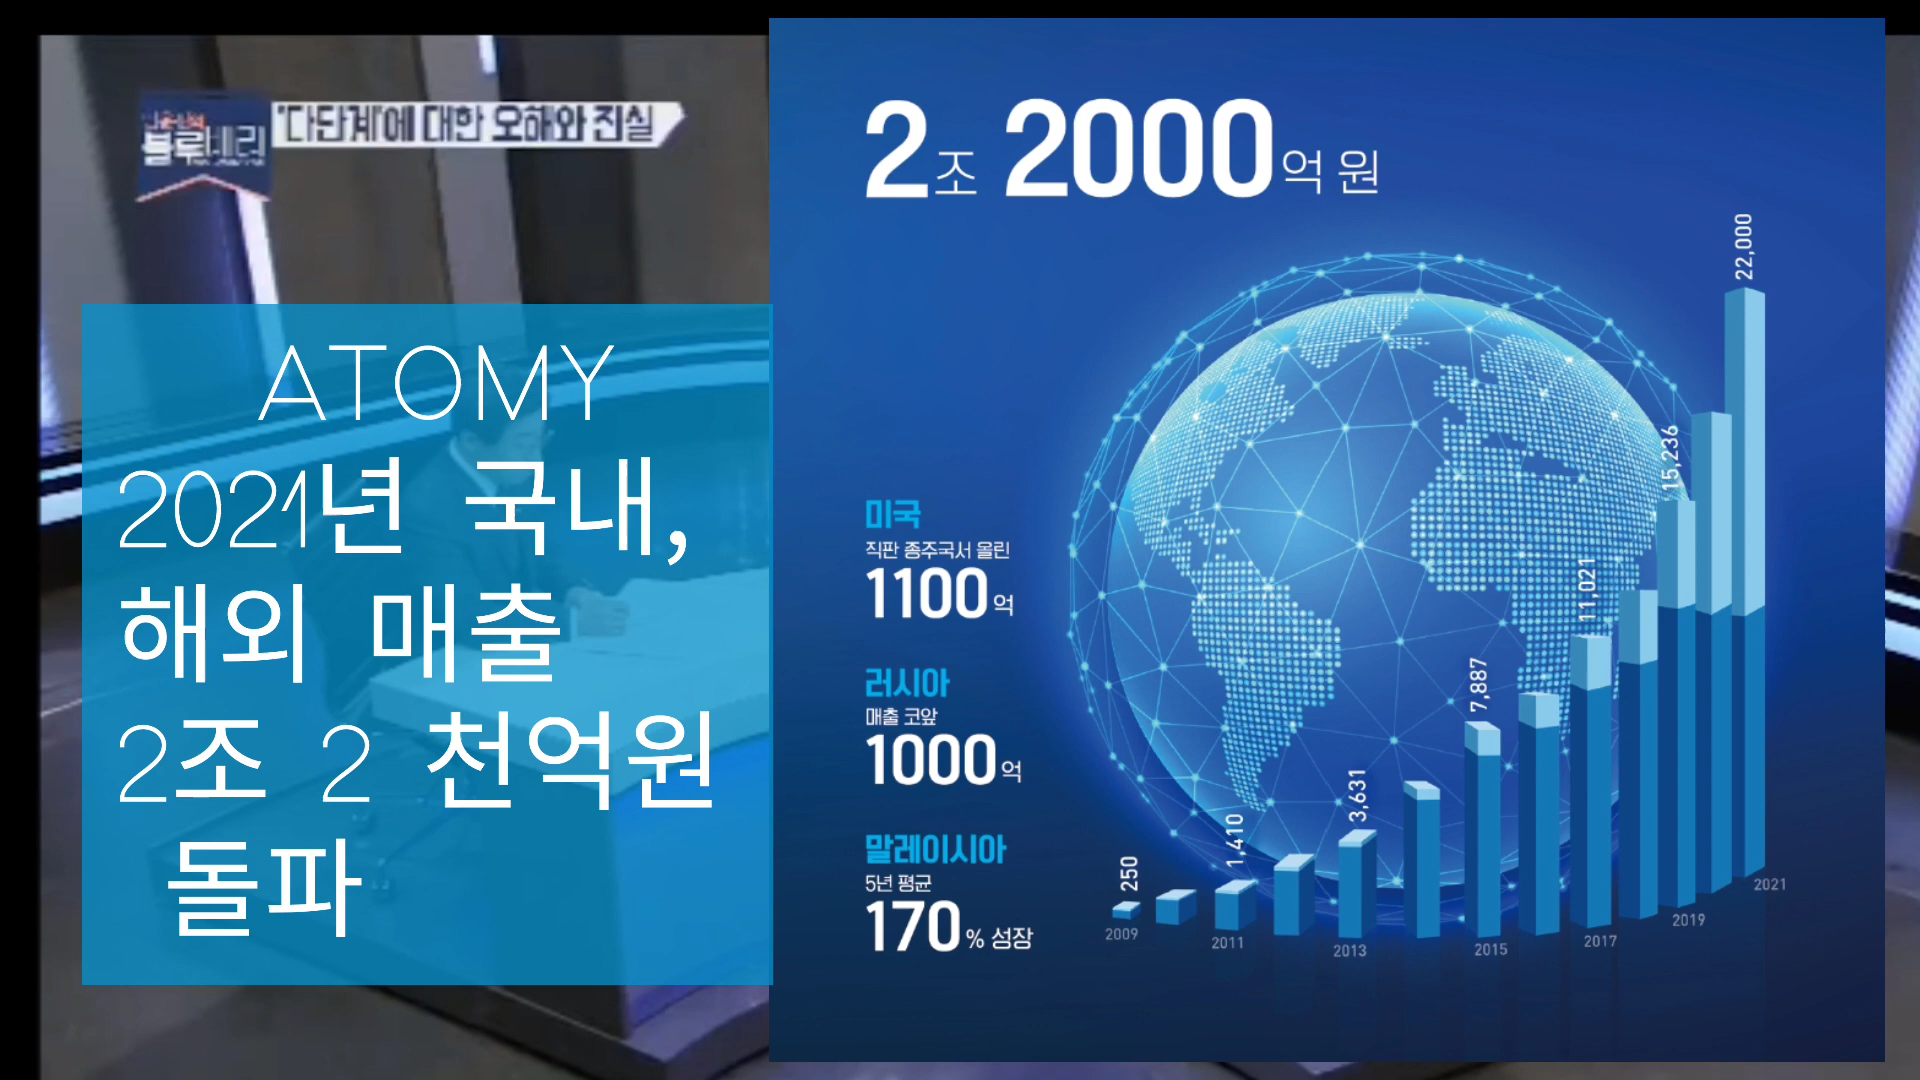 블루베리
"다단계"에 대한 오해와 진실
ATOMY
2021년 국내,
해외 매출
2조 2 천억원
돌파
2조 2000억 원
미국
직판 종주국서 올린
1100억
러시아
매출 코앞
1000억
말레이시아
5년 평균
170% 성장
250
1,410
3,631
7,887
11,021
15,236
22,000
2009
2011
2013
2015
2017
2019
2021